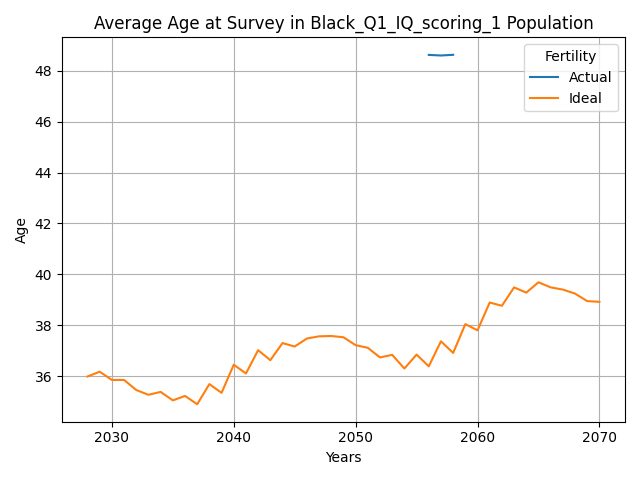 Average Age at Survey in Black_Q1_IQ_scoring_1 Population
Fertility
Actual
Ideal
48
46
44
42
40
38
36
Age
2030
2040
2050
2060
2070
Years